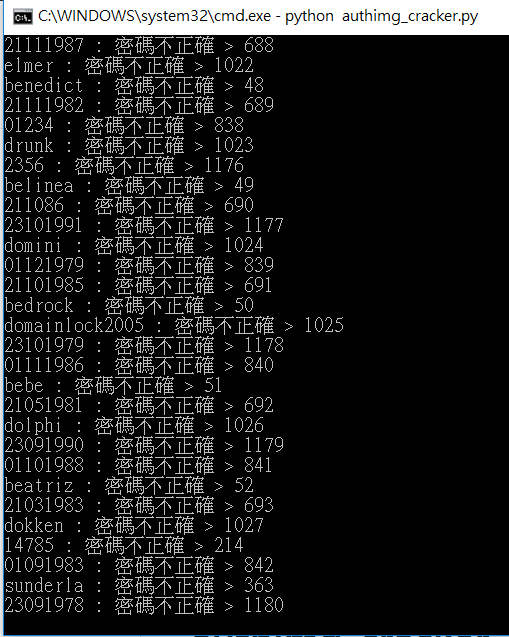 C:\WINDOWS\system32\cmd.exe - python  authimg_cracker.py
21111987 : 密碼不正確 > 688
elmer : 密碼不正確 > 1022
benedict : 密碼不正確 > 48
21111982 : 密碼不正確 > 689
01234 : 密碼不正確 > 838
drunk : 密碼不正確 > 1023
2356 : 密碼不正確 > 1176
belinea : 密碼不正確 > 49
211086 : 密碼不正確 > 690
23101991 : 密碼不正確 > 1177
domini : 密碼不正確 > 1024
01121979 : 密碼不正確 > 839
21101985 : 密碼不正確 > 691
bedrock : 密碼不正確 > 50
domainlock2005 : 密碼不正確 > 1025
23101979 : 密碼不正確 > 1178
01111986 : 密碼不正確 > 840
bebe : 密碼不正確 > 51
21051981 : 密碼不正確 > 692
dolphi : 密碼不正確 > 1026
23091990 : 密碼不正確 > 1179
01101988 : 密碼不正確 > 841
beatriz : 密碼不正確 > 52
21031983 : 密碼不正確 > 693
dokken : 密碼不正確 > 1027
14785 : 密碼不正確 > 214
01091983 : 密碼不正確 > 842
sunderla : 密碼不正確 > 363
23091978 : 密碼不正確 > 1180